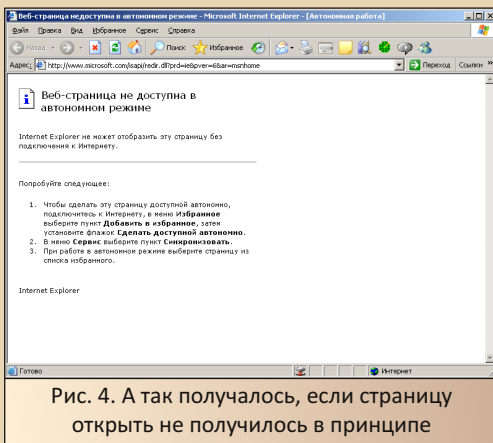 Веб-страница недоступна в автономном режиме - Microsoft Internet Explorer - [Автономная работа]
Файл Правка Вид Избранное Сервис Справка
Назад Поиск Избранное
Адрес: http://www.microsoft.com/isapi/redir.dll?prd=ie&pver=6&ar=msnhome Переход Ссылки »
Веб-страница не доступна в
автономном режиме
Internet Explorer не может отобразить эту страницу без
подключения к Интернету.
Попробуйте следующее:
1. Чтобы сделать эту страницу доступной автономно,
подключитесь к Интернету, в меню Избранное
выберите пункт Добавить в избранное, затем
установите флажок Сделать доступной автономно.
2. В меню Сервис выберите пункт Синхронизовать.
3. При работе в автономном режиме выберите страницу из
списка избранного.
Internet Explorer
Готово Интернет
Рис. 4. А так получалось, если страницу
открыть не получилось в принципе